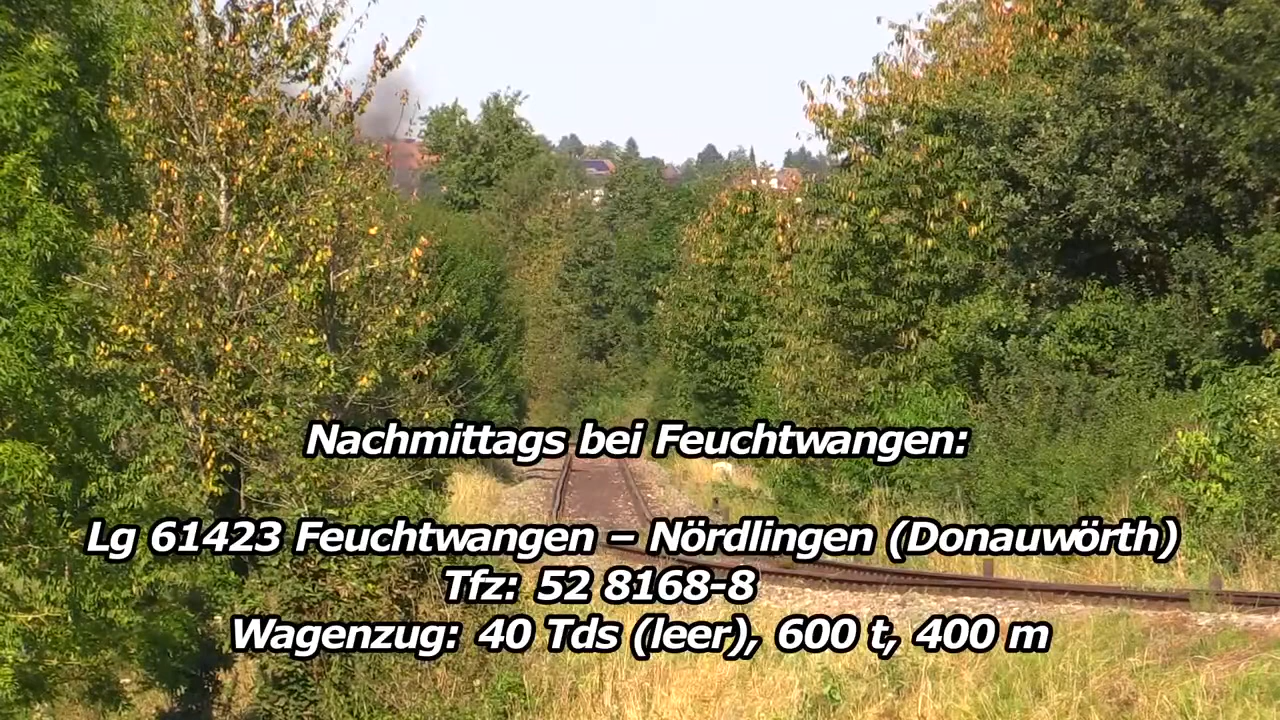 Nachmittags bei Feuchtwangen:
Lg 61423 Feuchtwangen – Nördlingen (Donauwörth)
Tfz: 52 8168-8
Wagenzug: 40 Tds (leer), 600 t, 400 m